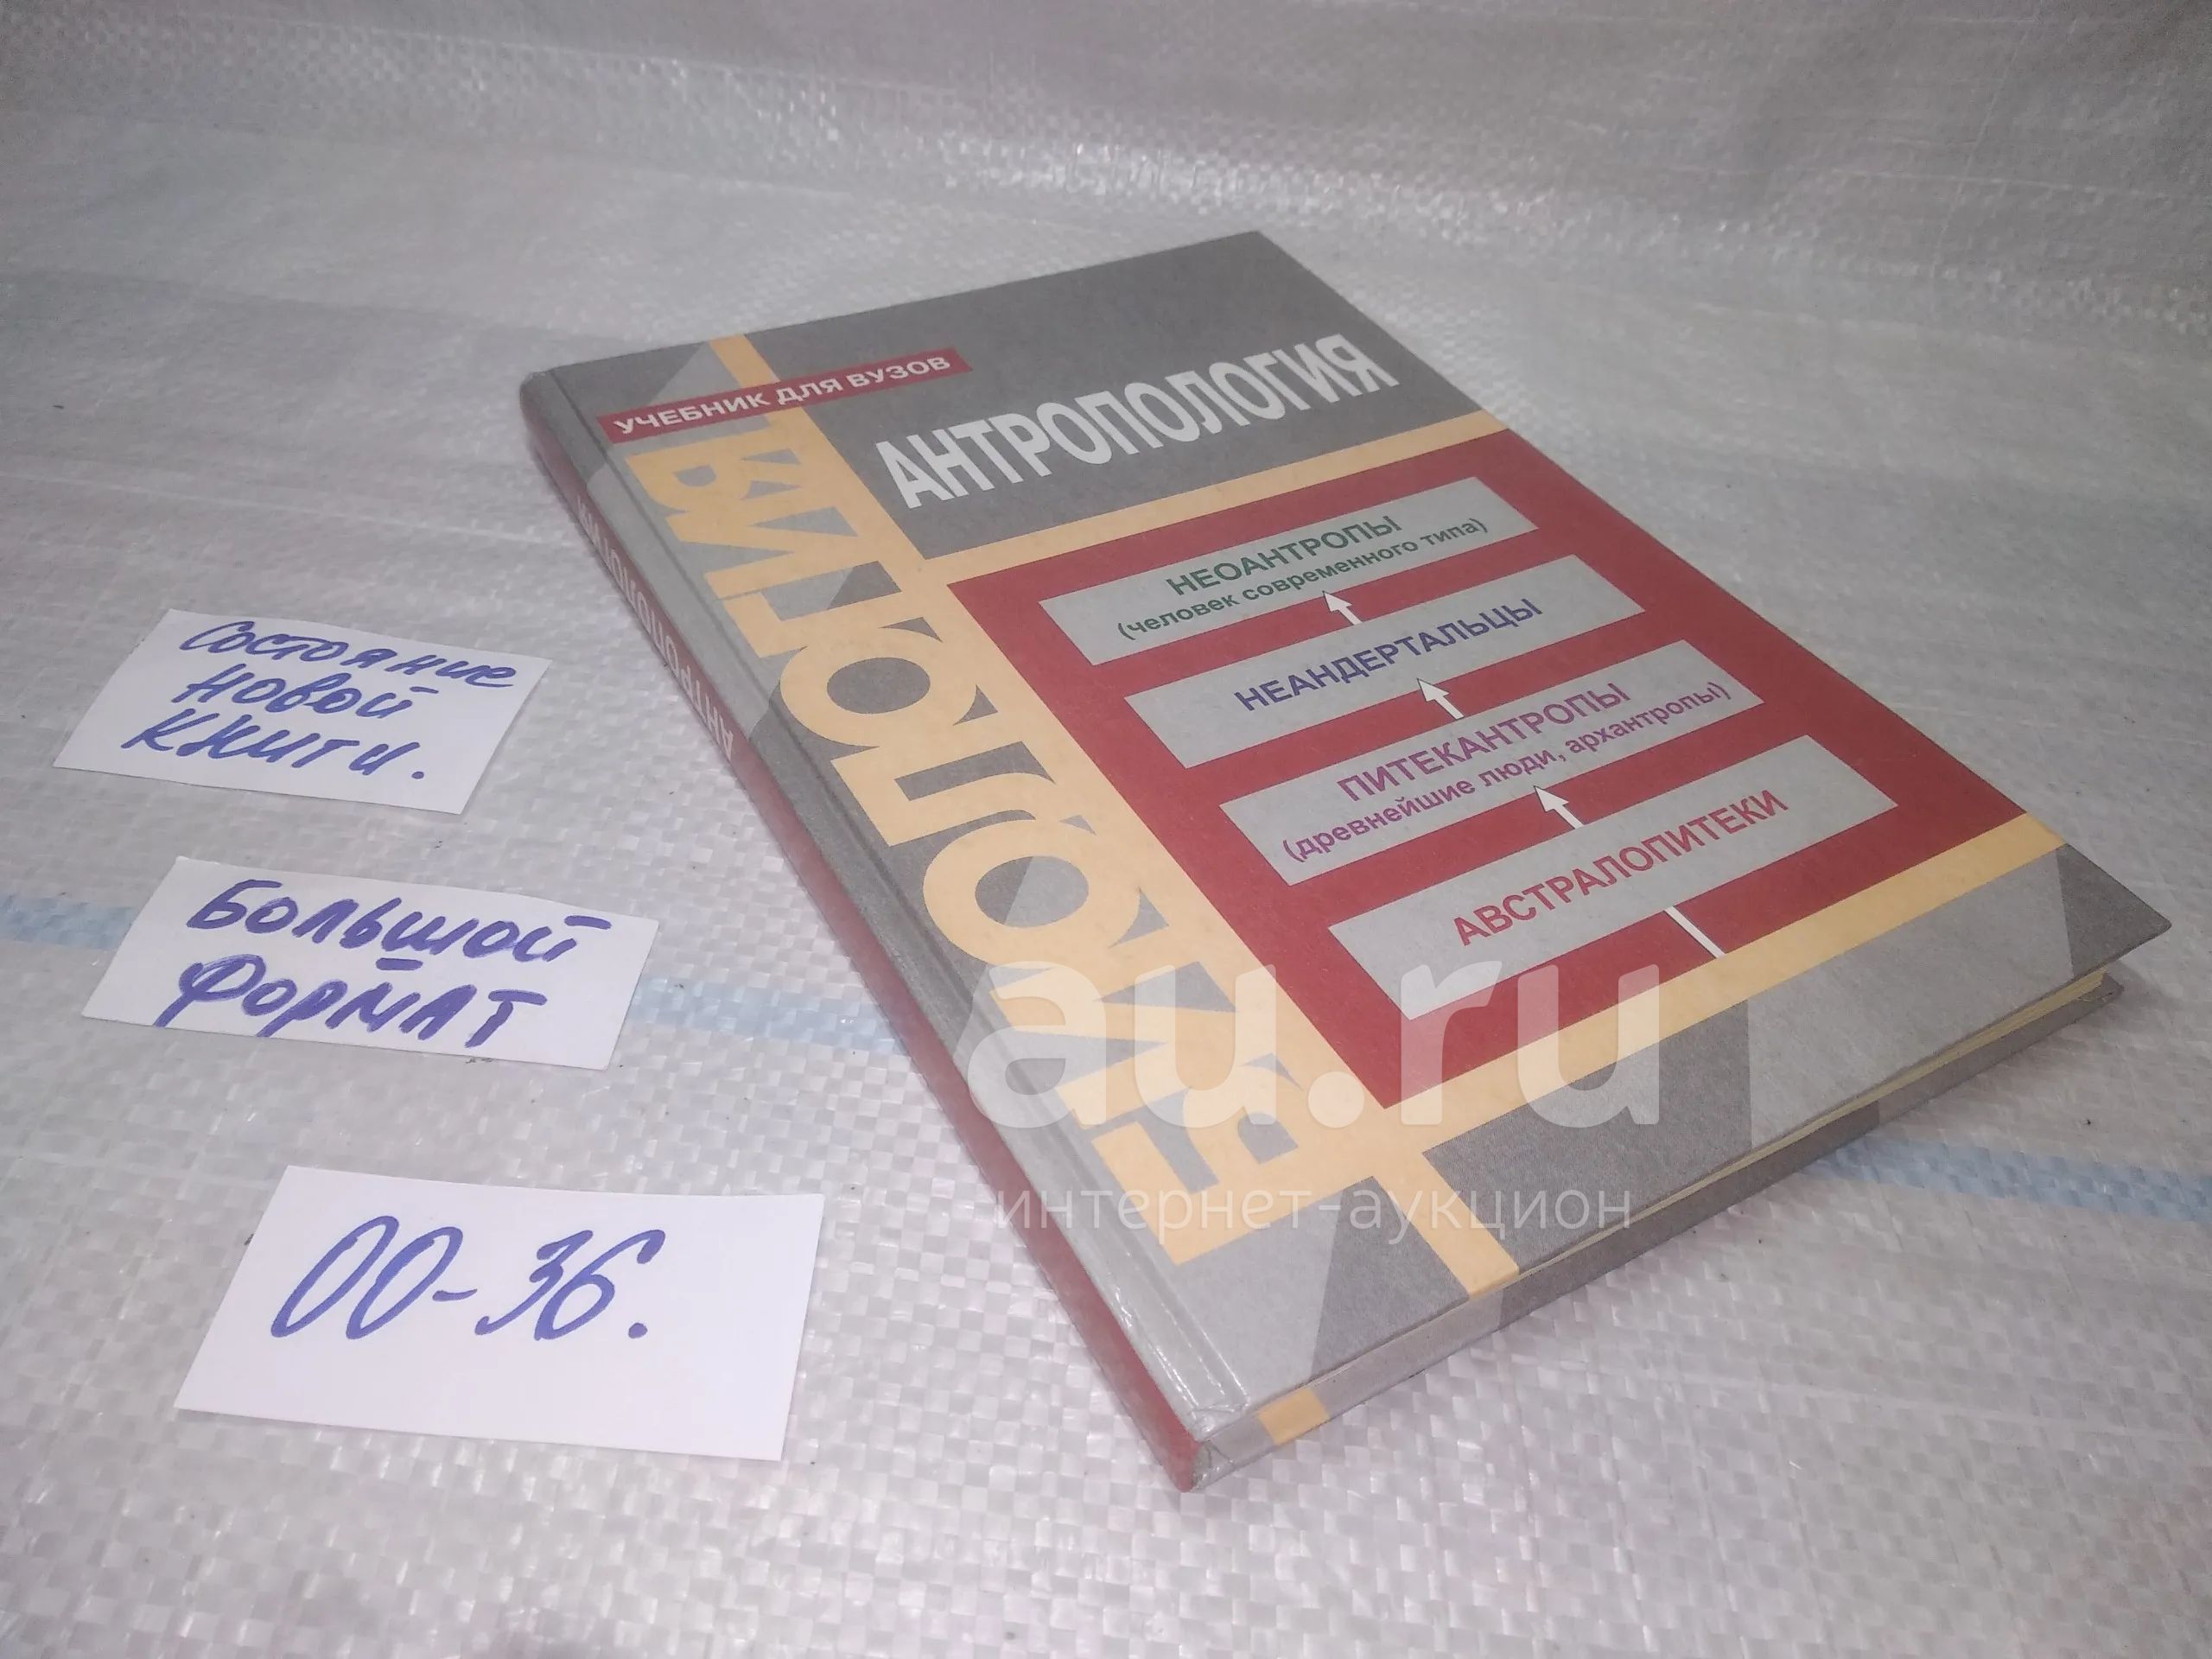 УЧЕБНИК ДЛЯ ВУЗОВ
АНТРОПОЛОГИЯ
АНТРОПОЛОГИЯ
НЕОАНТРОПЫ
(человек современного типа)
НЕАНДЕРТАЛЬЦЫ
ПИТЕКАНТРОПЫ
(древнейшие люди, архантропы)
АВСТРАЛОПИТЕКИ
Состояние
новой
книги.
Большой
формат
00-36.
au.ru
интернет-аукцион